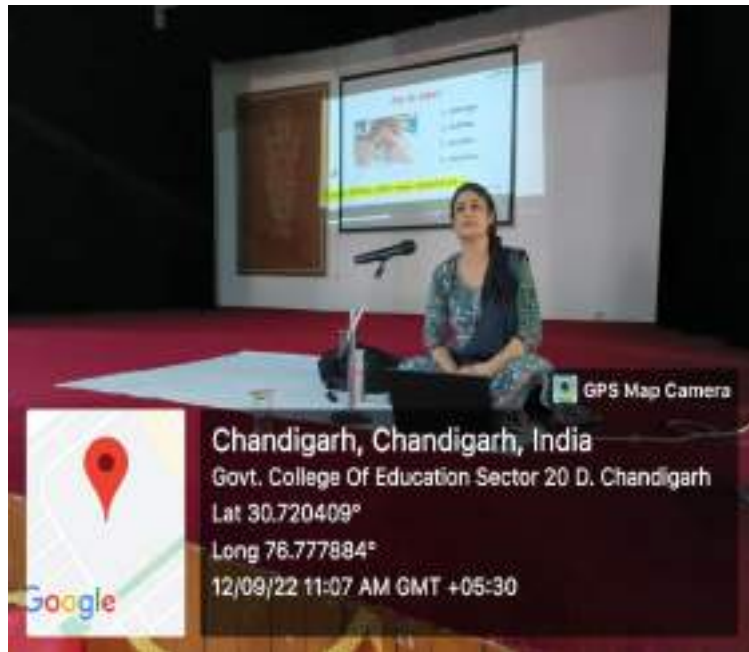 GPS Map Camera
Chandigarh, Chandigarh, India
Govt. College Of Education Sector 20 D. Chandigarh
Lat 30.720409°
Long 76.777884°
12/09/22 11:07 AM GMT +05:30
Google